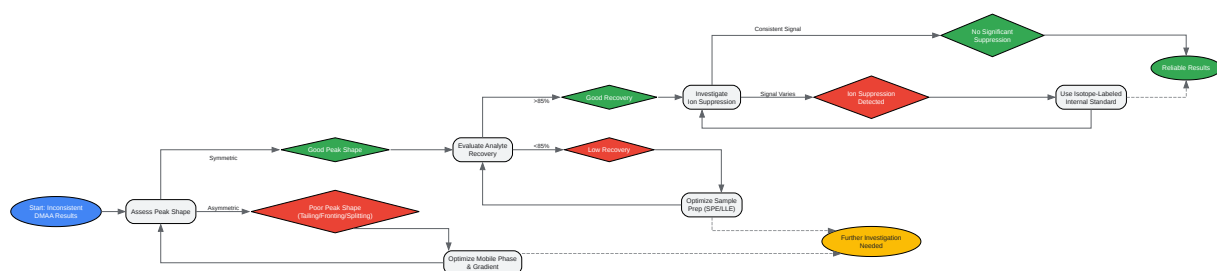 Start: Inconsistent
DMAA Results
Assess Peak Shape
Symmetric
Asymmetric
Good Peak Shape
Poor Peak Shape
(Tailing/Fronting/Splitting)
Optimize Mobile Phase
& Gradient
Evaluate Analyte
Recovery
>85%
<85%
Good Recovery
Low Recovery
Optimize Sample
Prep (SPE/LLE)
Further Investigation
Needed
Investigate
Ion Suppression
Consistent Signal
Signal Varies
No Significant
Suppression
Ion Suppression
Detected
Use Isotope-Labeled
Internal Standard
Reliable Results